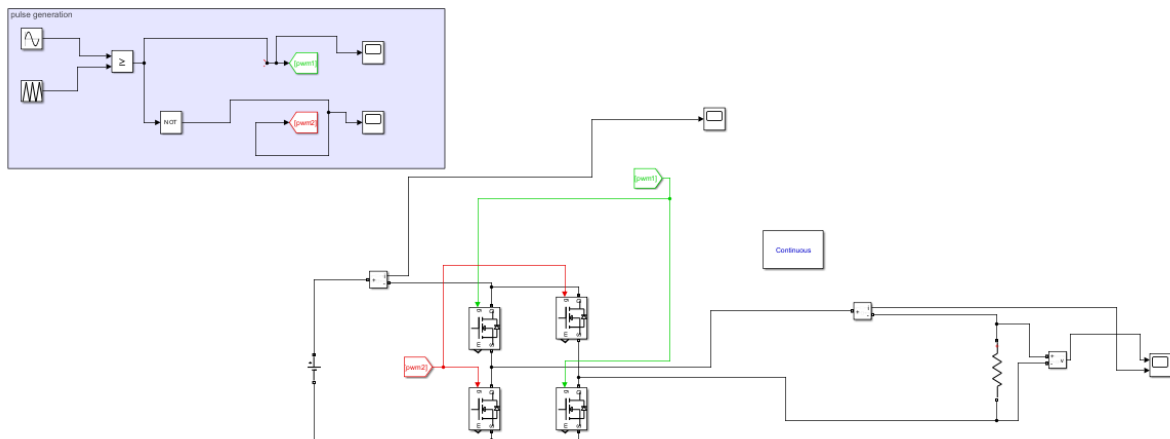 pulse generation
≥
[pwm1]
NOT
[pwm2]
[pwm1]
Continuous
[pwm2]